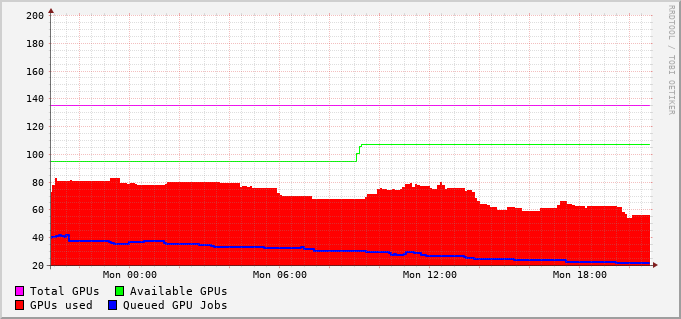 RRDTOOL / TOBI OETIKER
200
180
160
140
120
100
80
60
40
20
Mon 00:00 Mon 06:00 Mon 12:00 Mon 18:00
Total GPUs Available GPUs
GPUs used Queued GPU Jobs